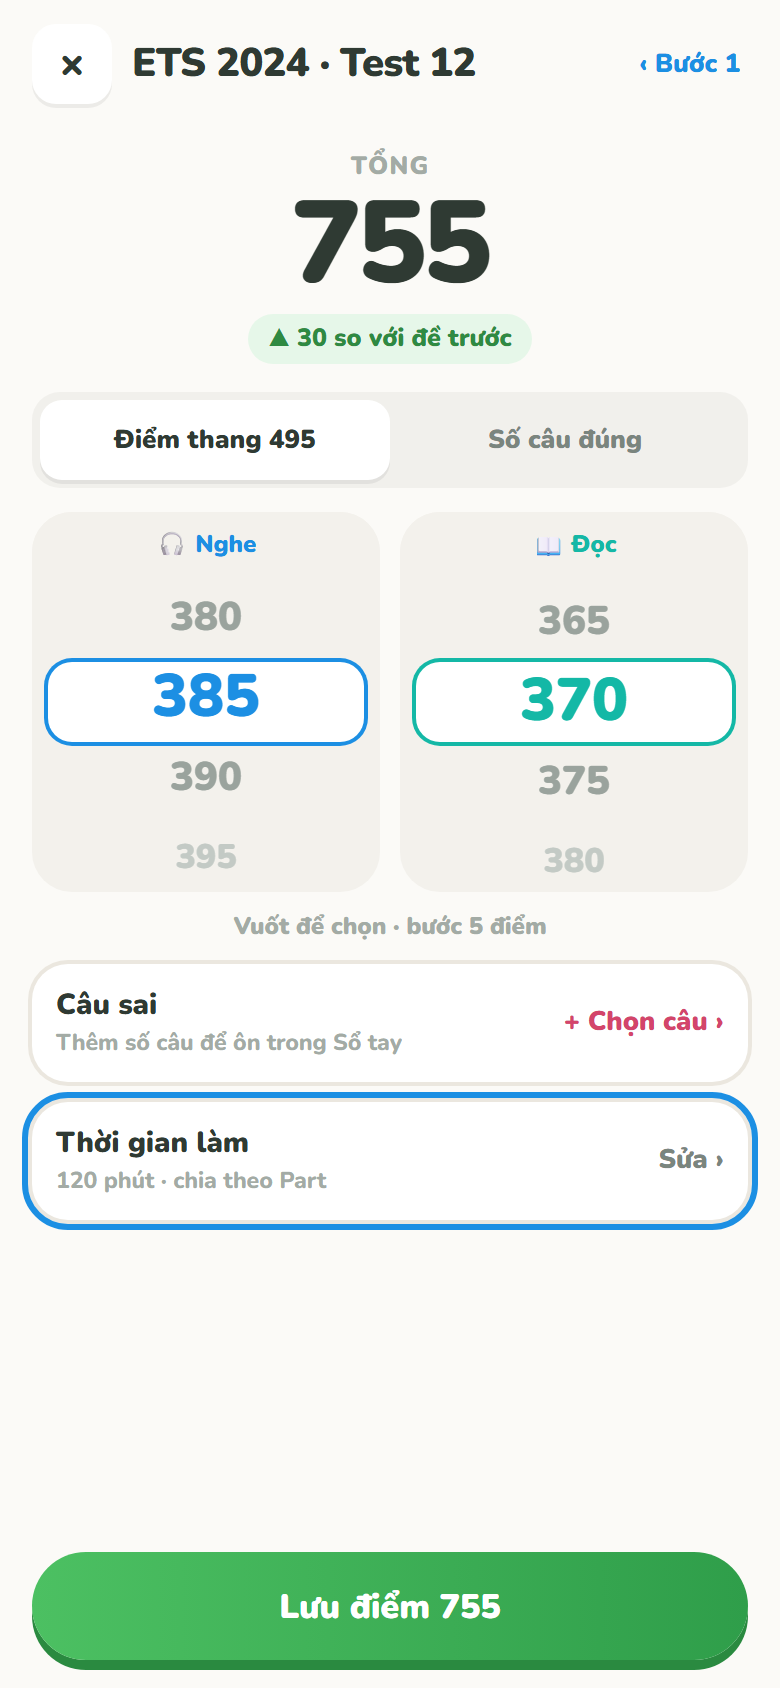 × ETS 2024 · Test 12 ‹ Bước 1
TỔNG
755
▲ 30 so với đề trước
Điểm thang 495 Số câu đúng
🎧 Nghe 📖 Đọc
380 365
385 370
390 375
395 380
Vuốt để chọn · bước 5 điểm
Câu sai
+ Chọn câu ›
Thêm số câu để ôn trong Sổ tay
Thời gian làm
Sửa ›
120 phút · chia theo Part
Lưu điểm 755